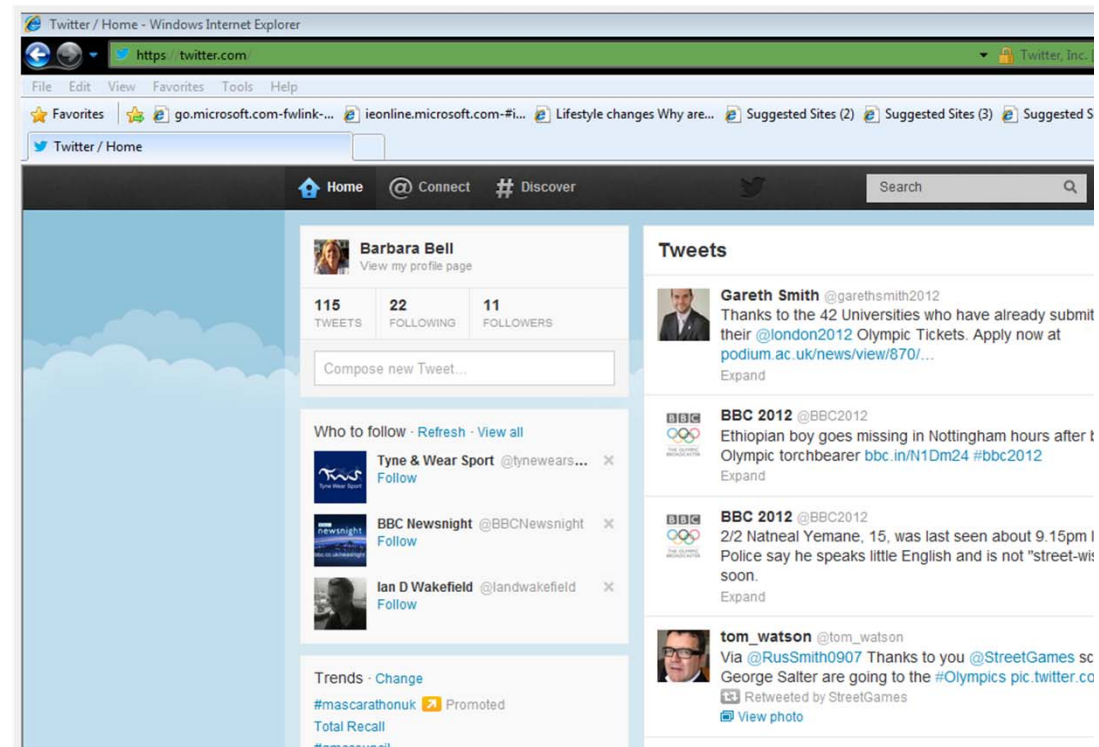 Twitter / Home - Windows Internet Explorer
https://twitter.com/
Twitter, Inc.
File Edit View Favorites Tools Help
Favorites go.microsoft.com-fwlink-... ieonline.microsoft.com-#i... Lifestyle changes Why are... Suggested Sites (2) Suggested Sites (3) Suggested S
Twitter / Home
Home @ Connect # Discover
Search
Barbara Bell
View my profile page
115 22 11
TWEETS FOLLOWING FOLLOWERS
Compose new Tweet...
Who to follow · Refresh · View all
Tyne & Wear Sport @tynewears...
Follow
Tyne Wear Sport
BBC Newsnight @BBCNewsnight
Follow
newsnight
Ian D Wakefield @iandwakefield
Follow
Trends · Change
#mascarathonuk Promoted
Total Recall
Tweets
Gareth Smith @garethsmith2012
Thanks to the 42 Universities who have already submit
their @london2012 Olympic Tickets. Apply now at
podium.ac.uk/news/view/870/...
Expand
BBC 2012 @BBC2012
Ethiopian boy goes missing in Nottingham hours after b
Olympic torchbearer bbc.in/N1Dm24 #bbc2012
Expand
BBC
BBC 2012 @BBC2012
2/2 Natneal Yemane, 15, was last seen about 9.15pm
Police say he speaks little English and is not "street-wis
soon.
Expand
BBC
tom_watson @tom_watson
Via @RusSmith0907 Thanks to you @StreetGames sc
George Salter are going to the #Olympics pic.twitter.co
Retweeted by StreetGames
View photo